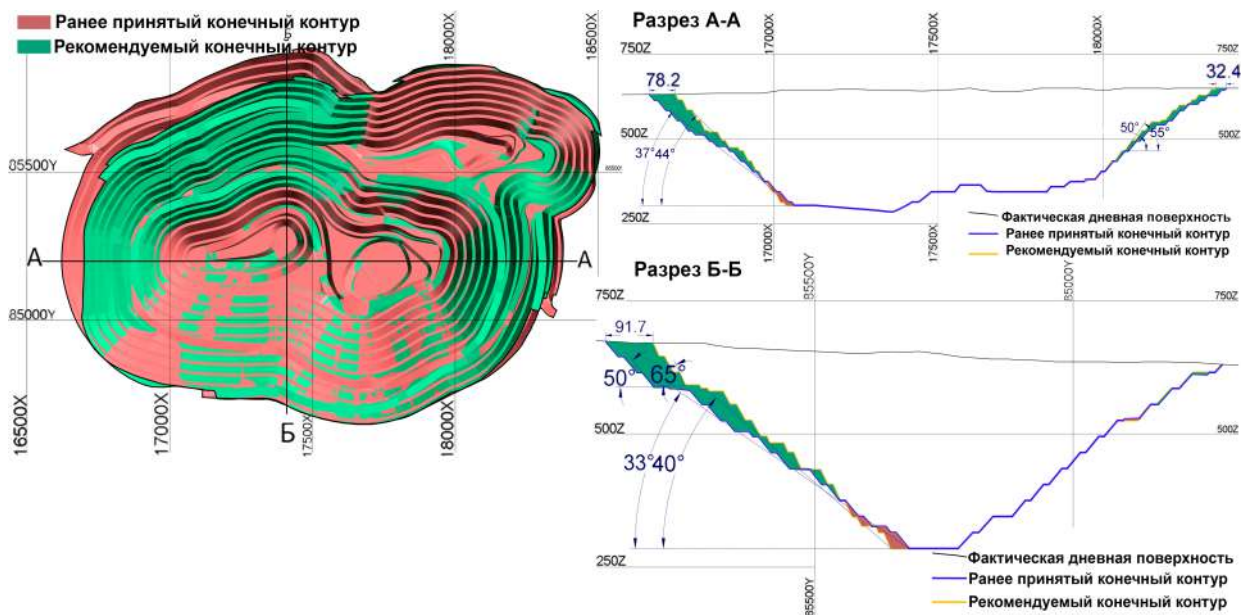 Ранее принятый конечный контур
Рекомендуемый конечный контур
Б
18000X
18500X
85500Y
85500Y
А
А
85000Y
16500X
17000X
Б
17500X
18000X
Разрез А-А
17000X
17500X
18000X
750Z
750Z
78.2
32.4
500Z
500Z
37°44°
50°
55°
250Z
250Z
17000X
17500X
Фактическая дневная поверхность
Ранее принятый конечный контур
Рекомендуемый конечный контур
Разрез Б-Б
85500Y
85000Y
750Z
750Z
91.7
50°
65°
500Z
500Z
33°40°
250Z
85500Y
Фактическая дневная поверхность
Ранее принятый конечный контур
Рекомендуемый конечный контур